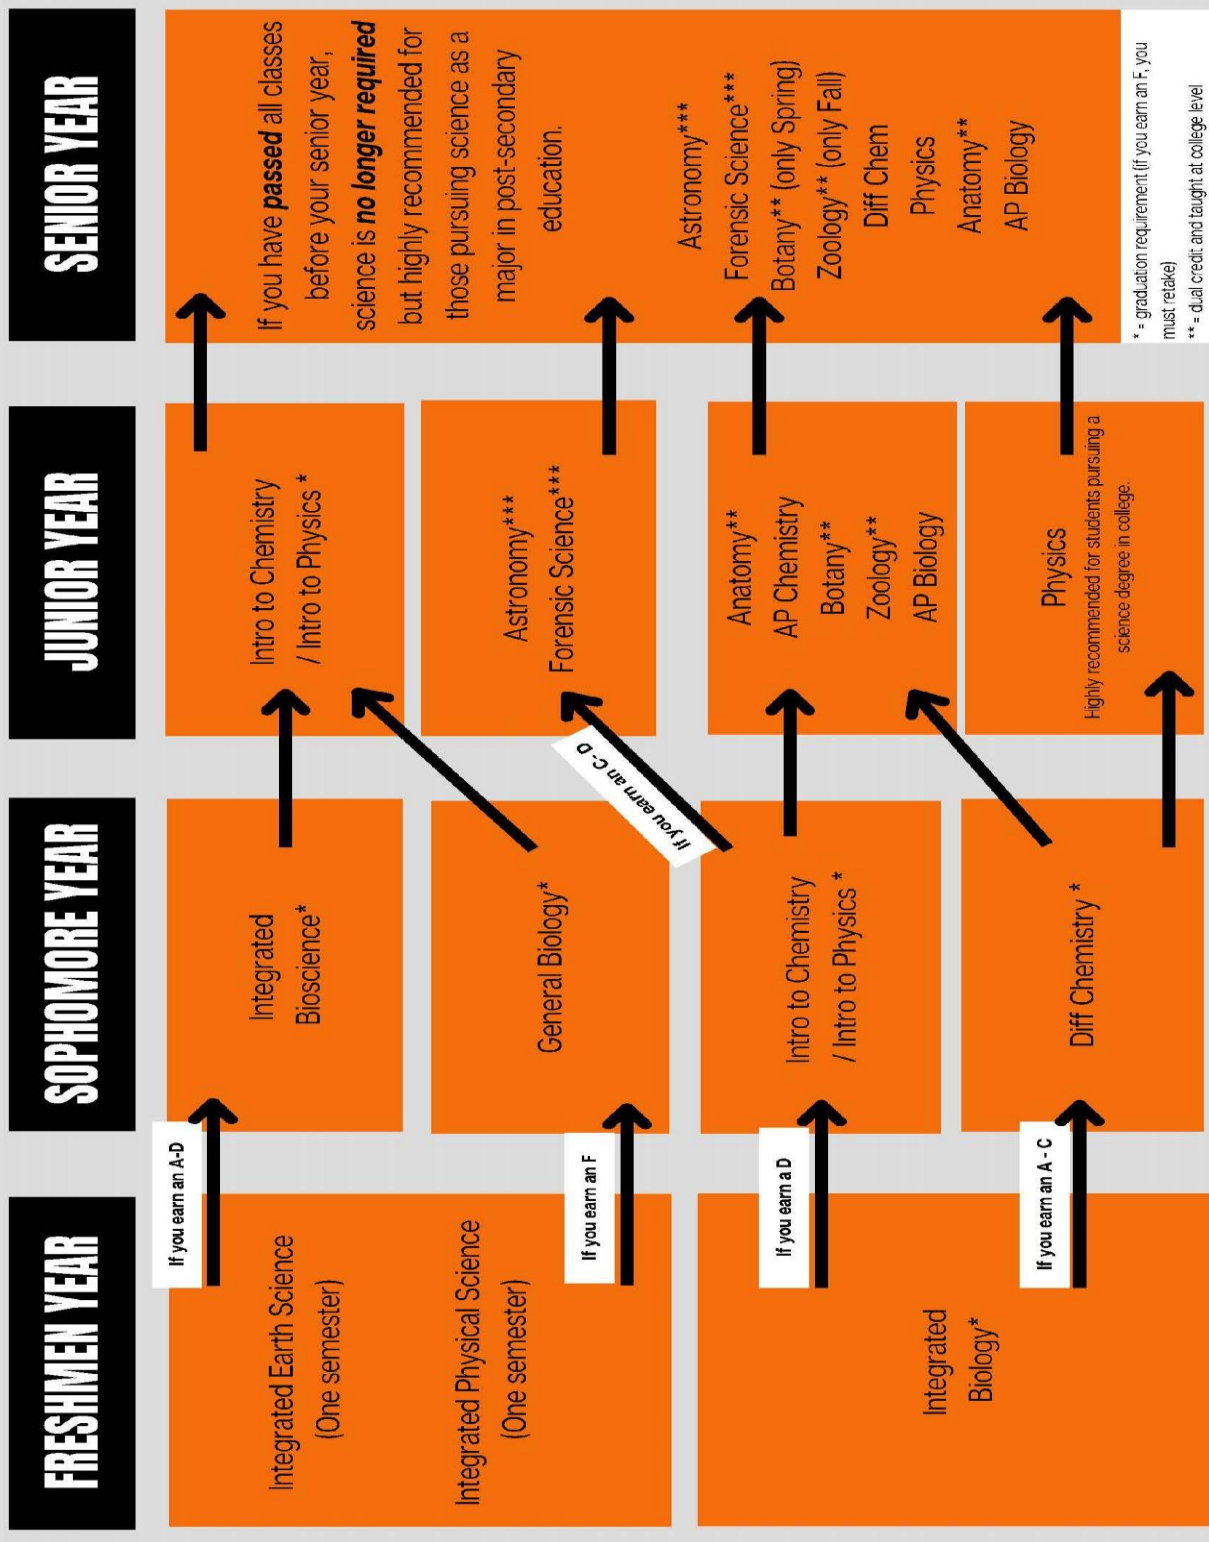 FRESHMEN YEAR
SOPHOMORE YEAR
JUNIOR YEAR
SENIOR YEAR
Integrated Earth Science
(One semester)
Integrated Physical Science
(One semester)
If you earn an A-D
If you earn an F
Integrated
Biology*
If you earn a D
If you earn an A - C
Integrated
Bioscience*
General Biology*
Intro to Chemistry
/ Intro to Physics *
If you earn an C- D
Diff Chemistry *
Intro to Chemistry
/ Intro to Physics *
Astronomy***
Forensic Science***
Anatomy**
AP Chemistry
Botany**
Zoology**
AP Biology
Physics
Highly recommended for students pursuing a
science degree in college.
If you have passed all classes
before your senior year,
science is no longer required
but highly recommended for
those pursuing science as a
major in post-secondary
education.
Astronomy***
Forensic Science***
Botany** (only Spring)
Zoology** (only Fall)
Diff Chem
Physics
Anatomy**
AP Biology
* = graduation requirement (if you earn an F, you
must retake)
** = dual credit and taught at college level